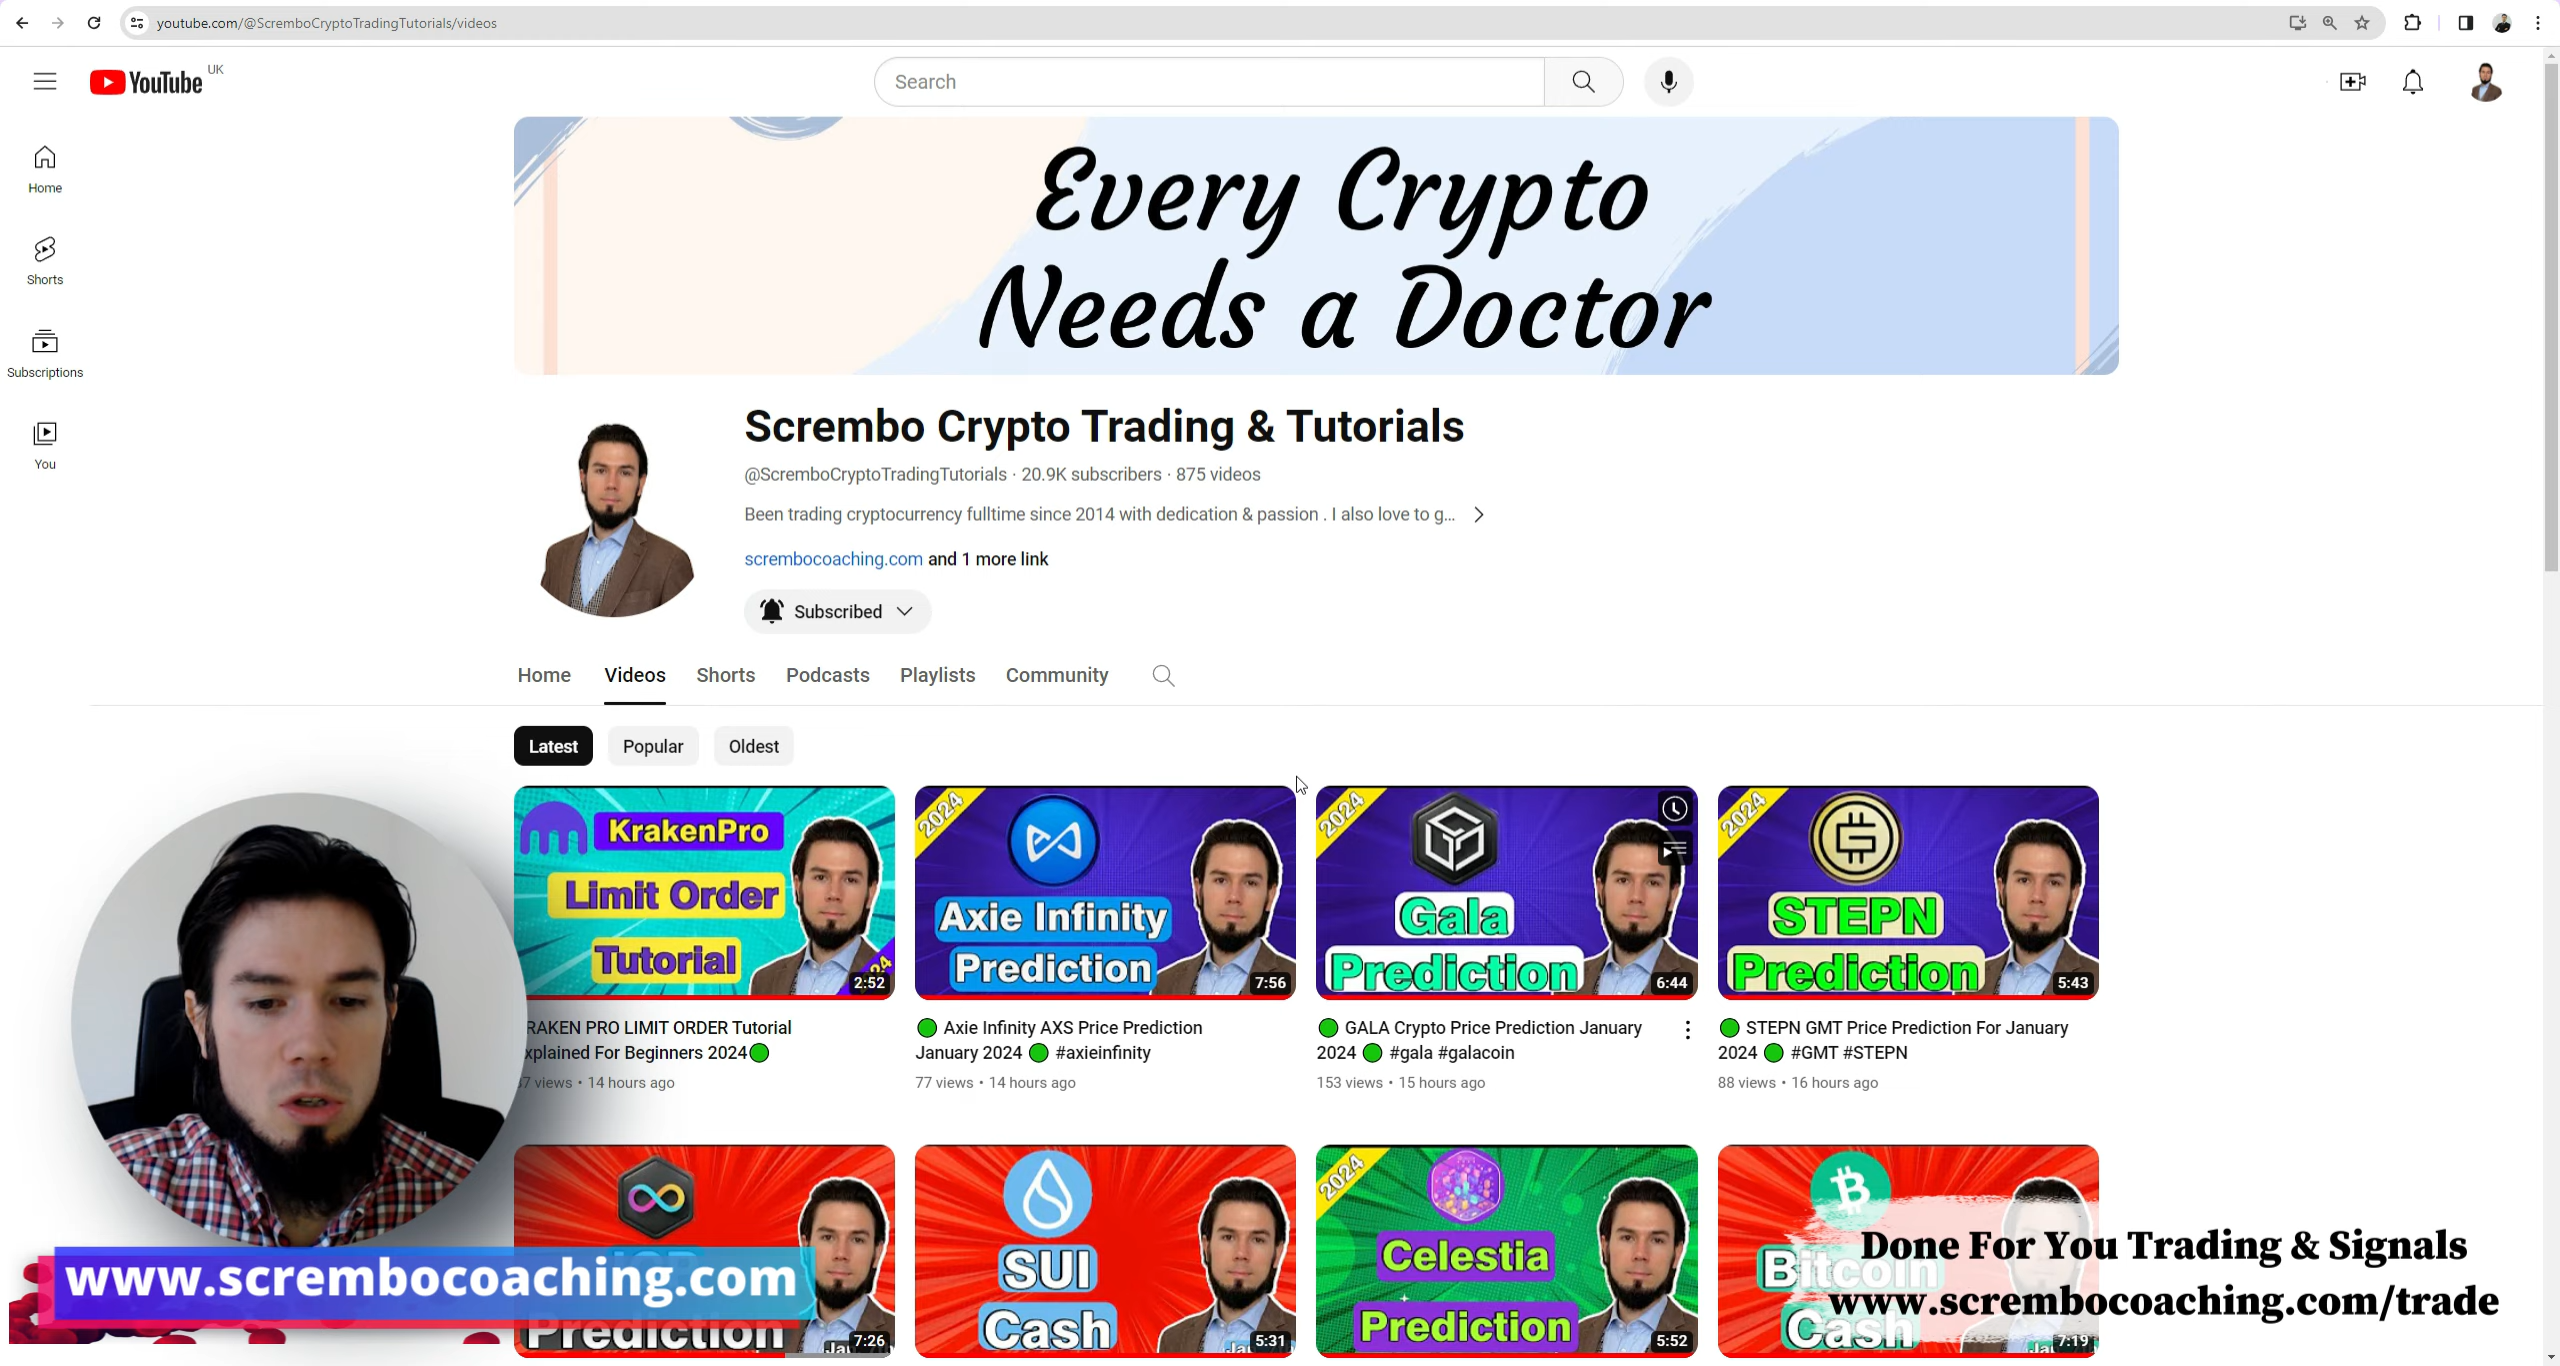 youtube.com/@ScremboCryptoTradingTutorials/videos
YouTube UK
Search
Home
Shorts
Subscriptions
You
Every Crypto
Needs a Doctor
Scrembo Crypto Trading & Tutorials
@ScremboCryptoTradingTutorials · 20.9K subscribers · 875 videos
Been trading cryptocurrency fulltime since 2014 with dedication & passion . I also love to g...
scrembocoaching.com and 1 more link
Subscribed
Home Videos Shorts Podcasts Playlists Community
Latest Popular Oldest
KrakenPro
Limit Order
Tutorial
2:52
2024
Axie Infinity
Prediction
7:56
2024
Gala
Prediction
6:44
2024
STEPN
Prediction
5:43
RAKEN PRO LIMIT ORDER Tutorial
xplained For Beginners 2024
7 views • 14 hours ago
Axie Infinity AXS Price Prediction
January 2024 #axieinfinity
77 views • 14 hours ago
GALA Crypto Price Prediction January
2024 #gala #galacoin
153 views • 15 hours ago
STEPN GMT Price Prediction For January
2024 #GMT #STEPN
88 views • 16 hours ago
Prediction
7:26
SUI
Cash
5:31
2024
Celestia
Prediction
5:52
Bitcoin
Cash
7:19
www.scrembocoaching.com
Done For You Trading & Signals
www.scrembocoaching.com/trade